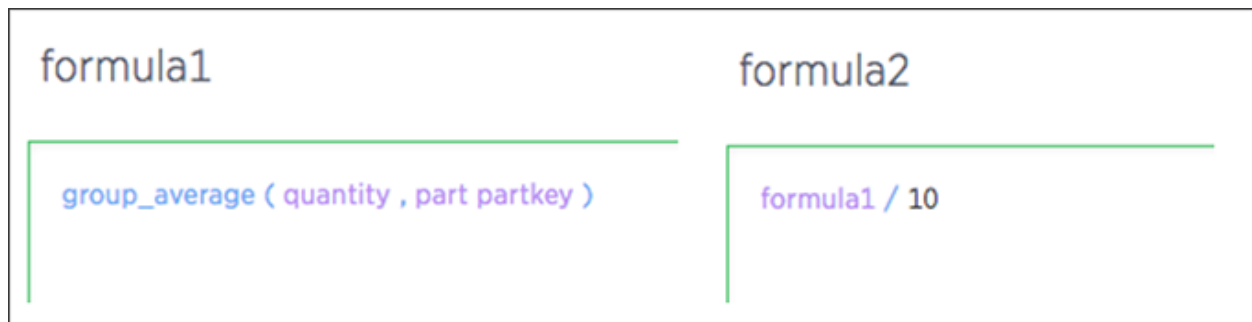 formula1
group_average ( quantity , part partkey )
formula2
formula1 / 10